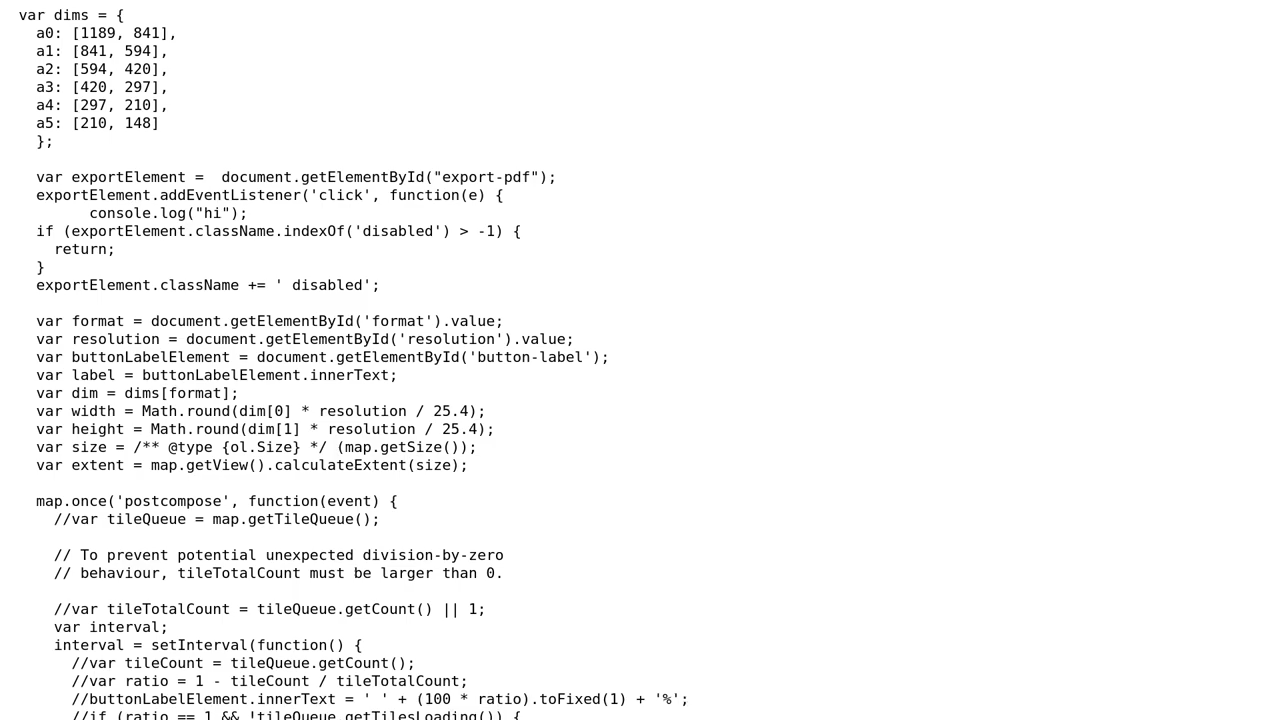 var dims = {
  a0: [1189, 841],
  a1: [841, 594],
  a2: [594, 420],
  a3: [420, 297],
  a4: [297, 210],
  a5: [210, 148]
  };

  var exportElement =  document.getElementById("export-pdf");
  exportElement.addEventListener('click', function(e) {
        console.log("hi");
  if (exportElement.className.indexOf('disabled') > -1) {
    return;
  }
  exportElement.className += ' disabled';

  var format = document.getElementById('format').value;
  var resolution = document.getElementById('resolution').value;
  var buttonLabelElement = document.getElementById('button-label');
  var label = buttonLabelElement.innerText;
  var dim = dims[format];
  var width = Math.round(dim[0] * resolution / 25.4);
  var height = Math.round(dim[1] * resolution / 25.4);
  var size = /** @type {ol.Size} */ (map.getSize());
  var extent = map.getView().calculateExtent(size);

  map.once('postcompose', function(event) {
    //var tileQueue = map.getTileQueue();

    // To prevent potential unexpected division-by-zero
    // behaviour, tileTotalCount must be larger than 0.

    //var tileTotalCount = tileQueue.getCount() || 1;
    var interval;
    interval = setInterval(function() {
      //var tileCount = tileQueue.getCount();
      //var ratio = 1 - tileCount / tileTotalCount;
      //buttonLabelElement.innerText = ' ' + (100 * ratio).toFixed(1) + '%';
      //if (ratio == 1 && !tileQueue.getTilesLoading()) {